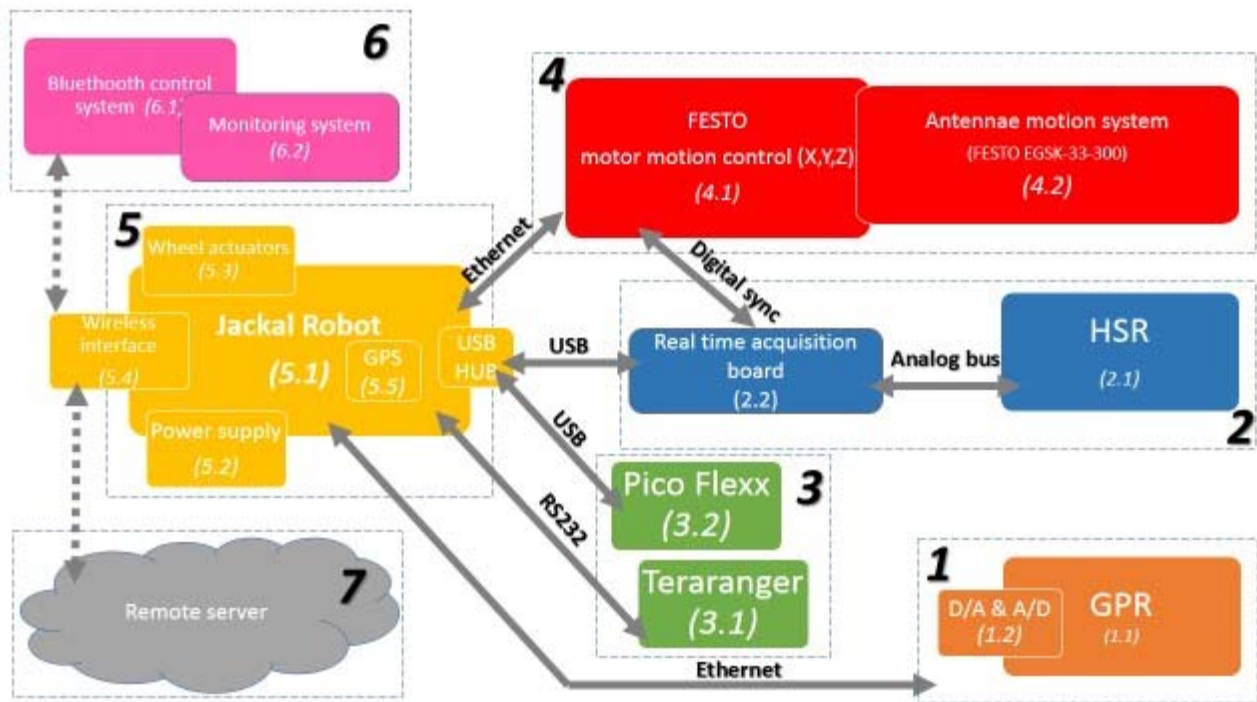 6
Bluethooth control
system (6.1)
Monitoring system
(6.2)
4
FESTO
motor motion control (X,Y,Z)
(4.1)
Antennae motion system
(FESTO EGSK-33-300)
(4.2)
5
Wheel actuators
(5.3)
Ethernet
Digital sync
Wireless
interface
(5.4)
Jackal Robot
(5.1)
GPS
(5.5)
USB
HUB
Power supply
(5.2)
USB
Real time acquisition
board
(2.2)
Analog bus
HSR
(2.1)
2
USB
RS232
Pico Flexx
(3.2)
3
Teraranger
(3.1)
7
Remote server
1
D/A & A/D
(1.2)
GPR
(1.1)
Ethernet